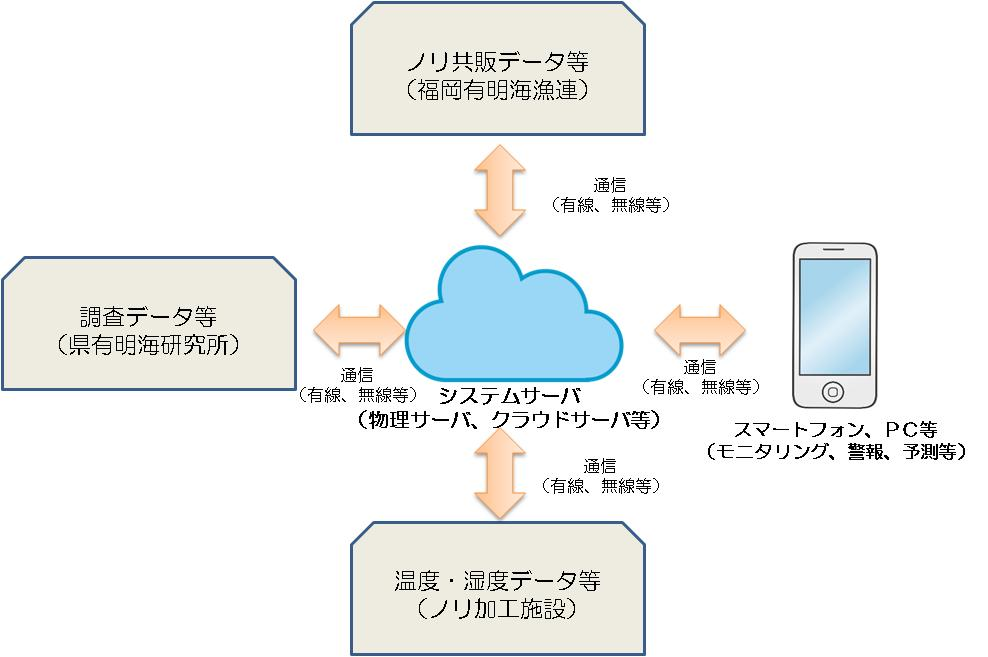 ノリ共販データ等
（福岡有明海漁連）
通信
（有線、無線等）
調査データ等
（県有明海研究所）
通信
（有線、無線等）
システムサーバ
（物理サーバ、クラウドサーバ等）
通信
（有線、無線等）
スマートフォン、ＰＣ等
（モニタリング、警報、予測等）
通信
（有線、無線等）
温度・湿度データ等
（ノリ加工施設）